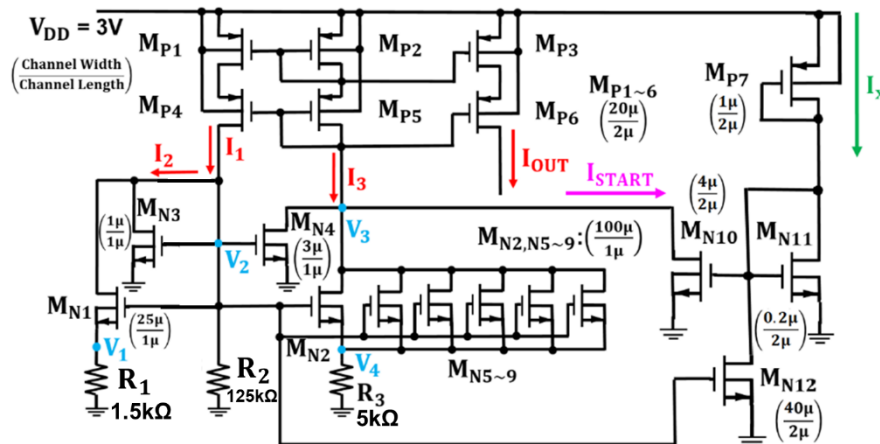 V_DD = 3V
(Channel Width / Channel Length)
M_P1
M_P2
M_P3
M_P4
M_P5
M_P6
M_P1~6
(20μ/2μ)
M_P7
(1μ/2μ)
I_x
I_2
I_1
I_3
I_OUT
I_START
(4μ/2μ)
M_N3
(1μ/1μ)
V_2
M_N4
(3μ/1μ)
V_3
M_N2,N5~9:(100μ/1μ)
M_N10
M_N11
M_N1
(25μ/1μ)
M_N2
M_N5~9
(0.2μ/2μ)
V_1
V_4
R_1
1.5kΩ
R_2
125kΩ
R_3
5kΩ
M_N12
(40μ/2μ)